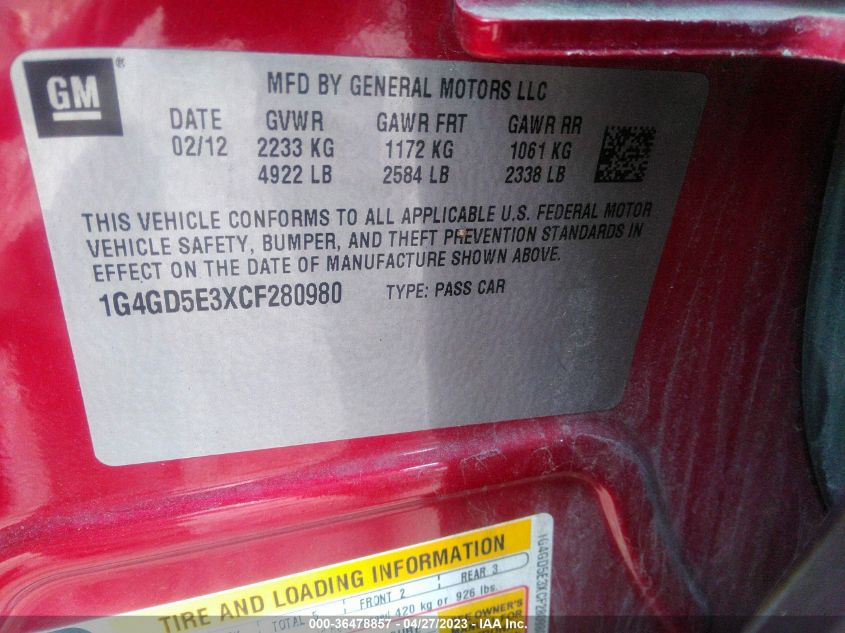 GM ®
MFD BY GENERAL MOTORS LLC
DATE GVWR GAWR FRT GAWR RR
02/12 2233 KG 1172 KG 1061 KG
4922 LB 2584 LB 2338 LB
THIS VEHICLE CONFORMS TO ALL APPLICABLE U.S. FEDERAL MOTOR
VEHICLE SAFETY, BUMPER, AND THEFT PREVENTION STANDARDS IN
EFFECT ON THE DATE OF MANUFACTURE SHOWN ABOVE.
1G4GD5E3XCF280980 TYPE: PASS CAR
TIRE AND LOADING INFORMATION
TOTAL 5 FRONT 2 REAR 3
420 kg or 926 lbs.
OWNER'S
000-36478857 - 04/27/2023 - IAA Inc.